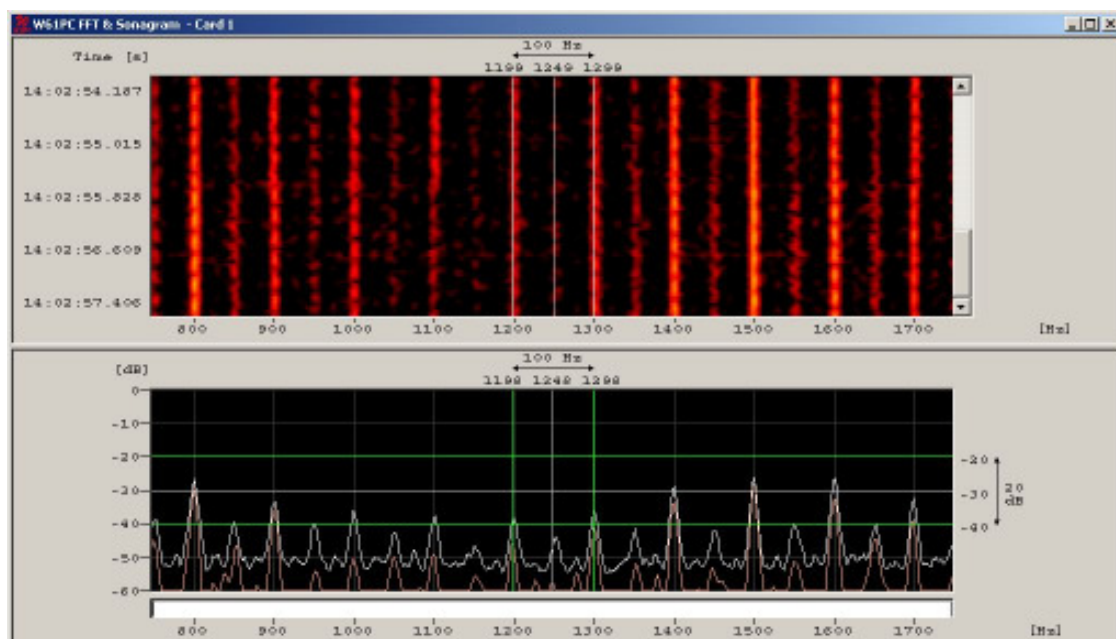 W61PC FFT & Sonagram - Card 1
100 Hz
Time [s]
1199 1249 1299
14:02:54.187
14:02:55.015
14:02:55.828
14:02:56.609
14:02:57.406
800 900 1000 1100 1200 1300 1400 1500 1600 1700 [Hz]
100 Hz
[dB]
1198 1248 1298
0
-10
-20
-30
-40
-50
-60
-20
-30
-40
20
dB
800 900 1000 1100 1200 1300 1400 1500 1600 1700 [Hz]